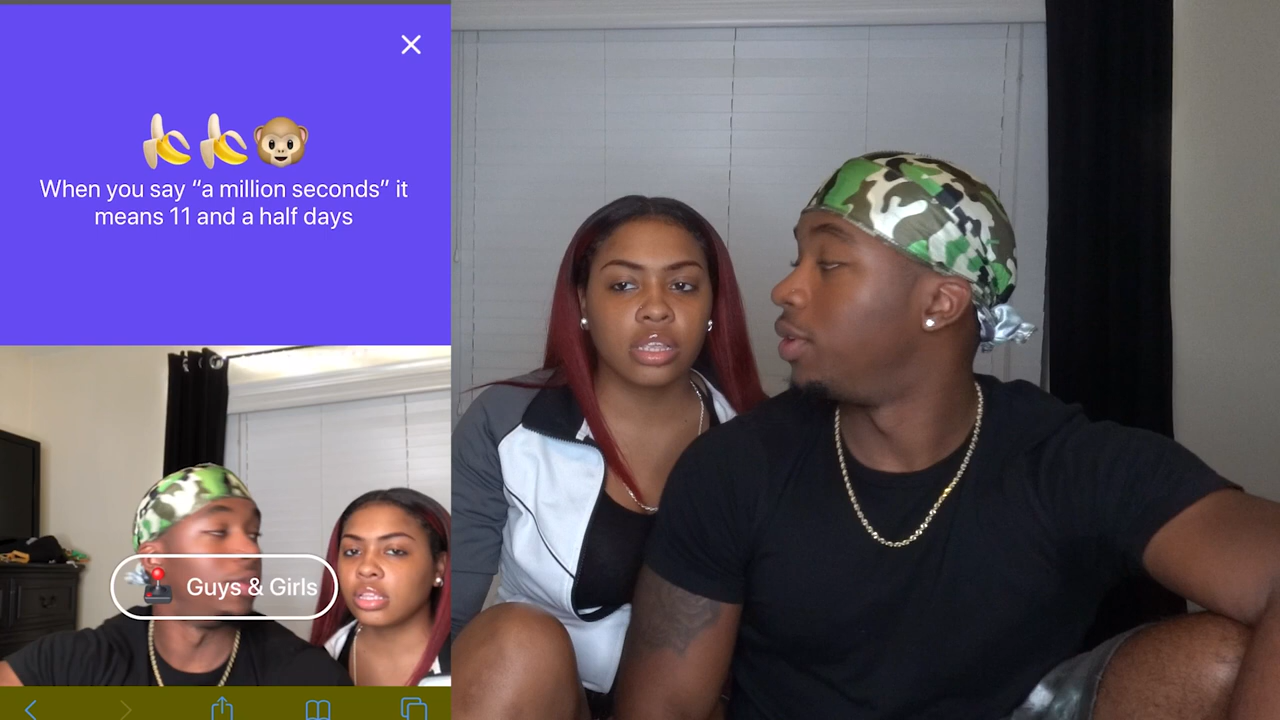 When you say “a million seconds” it
means 11 and a half days
Guys & Girls